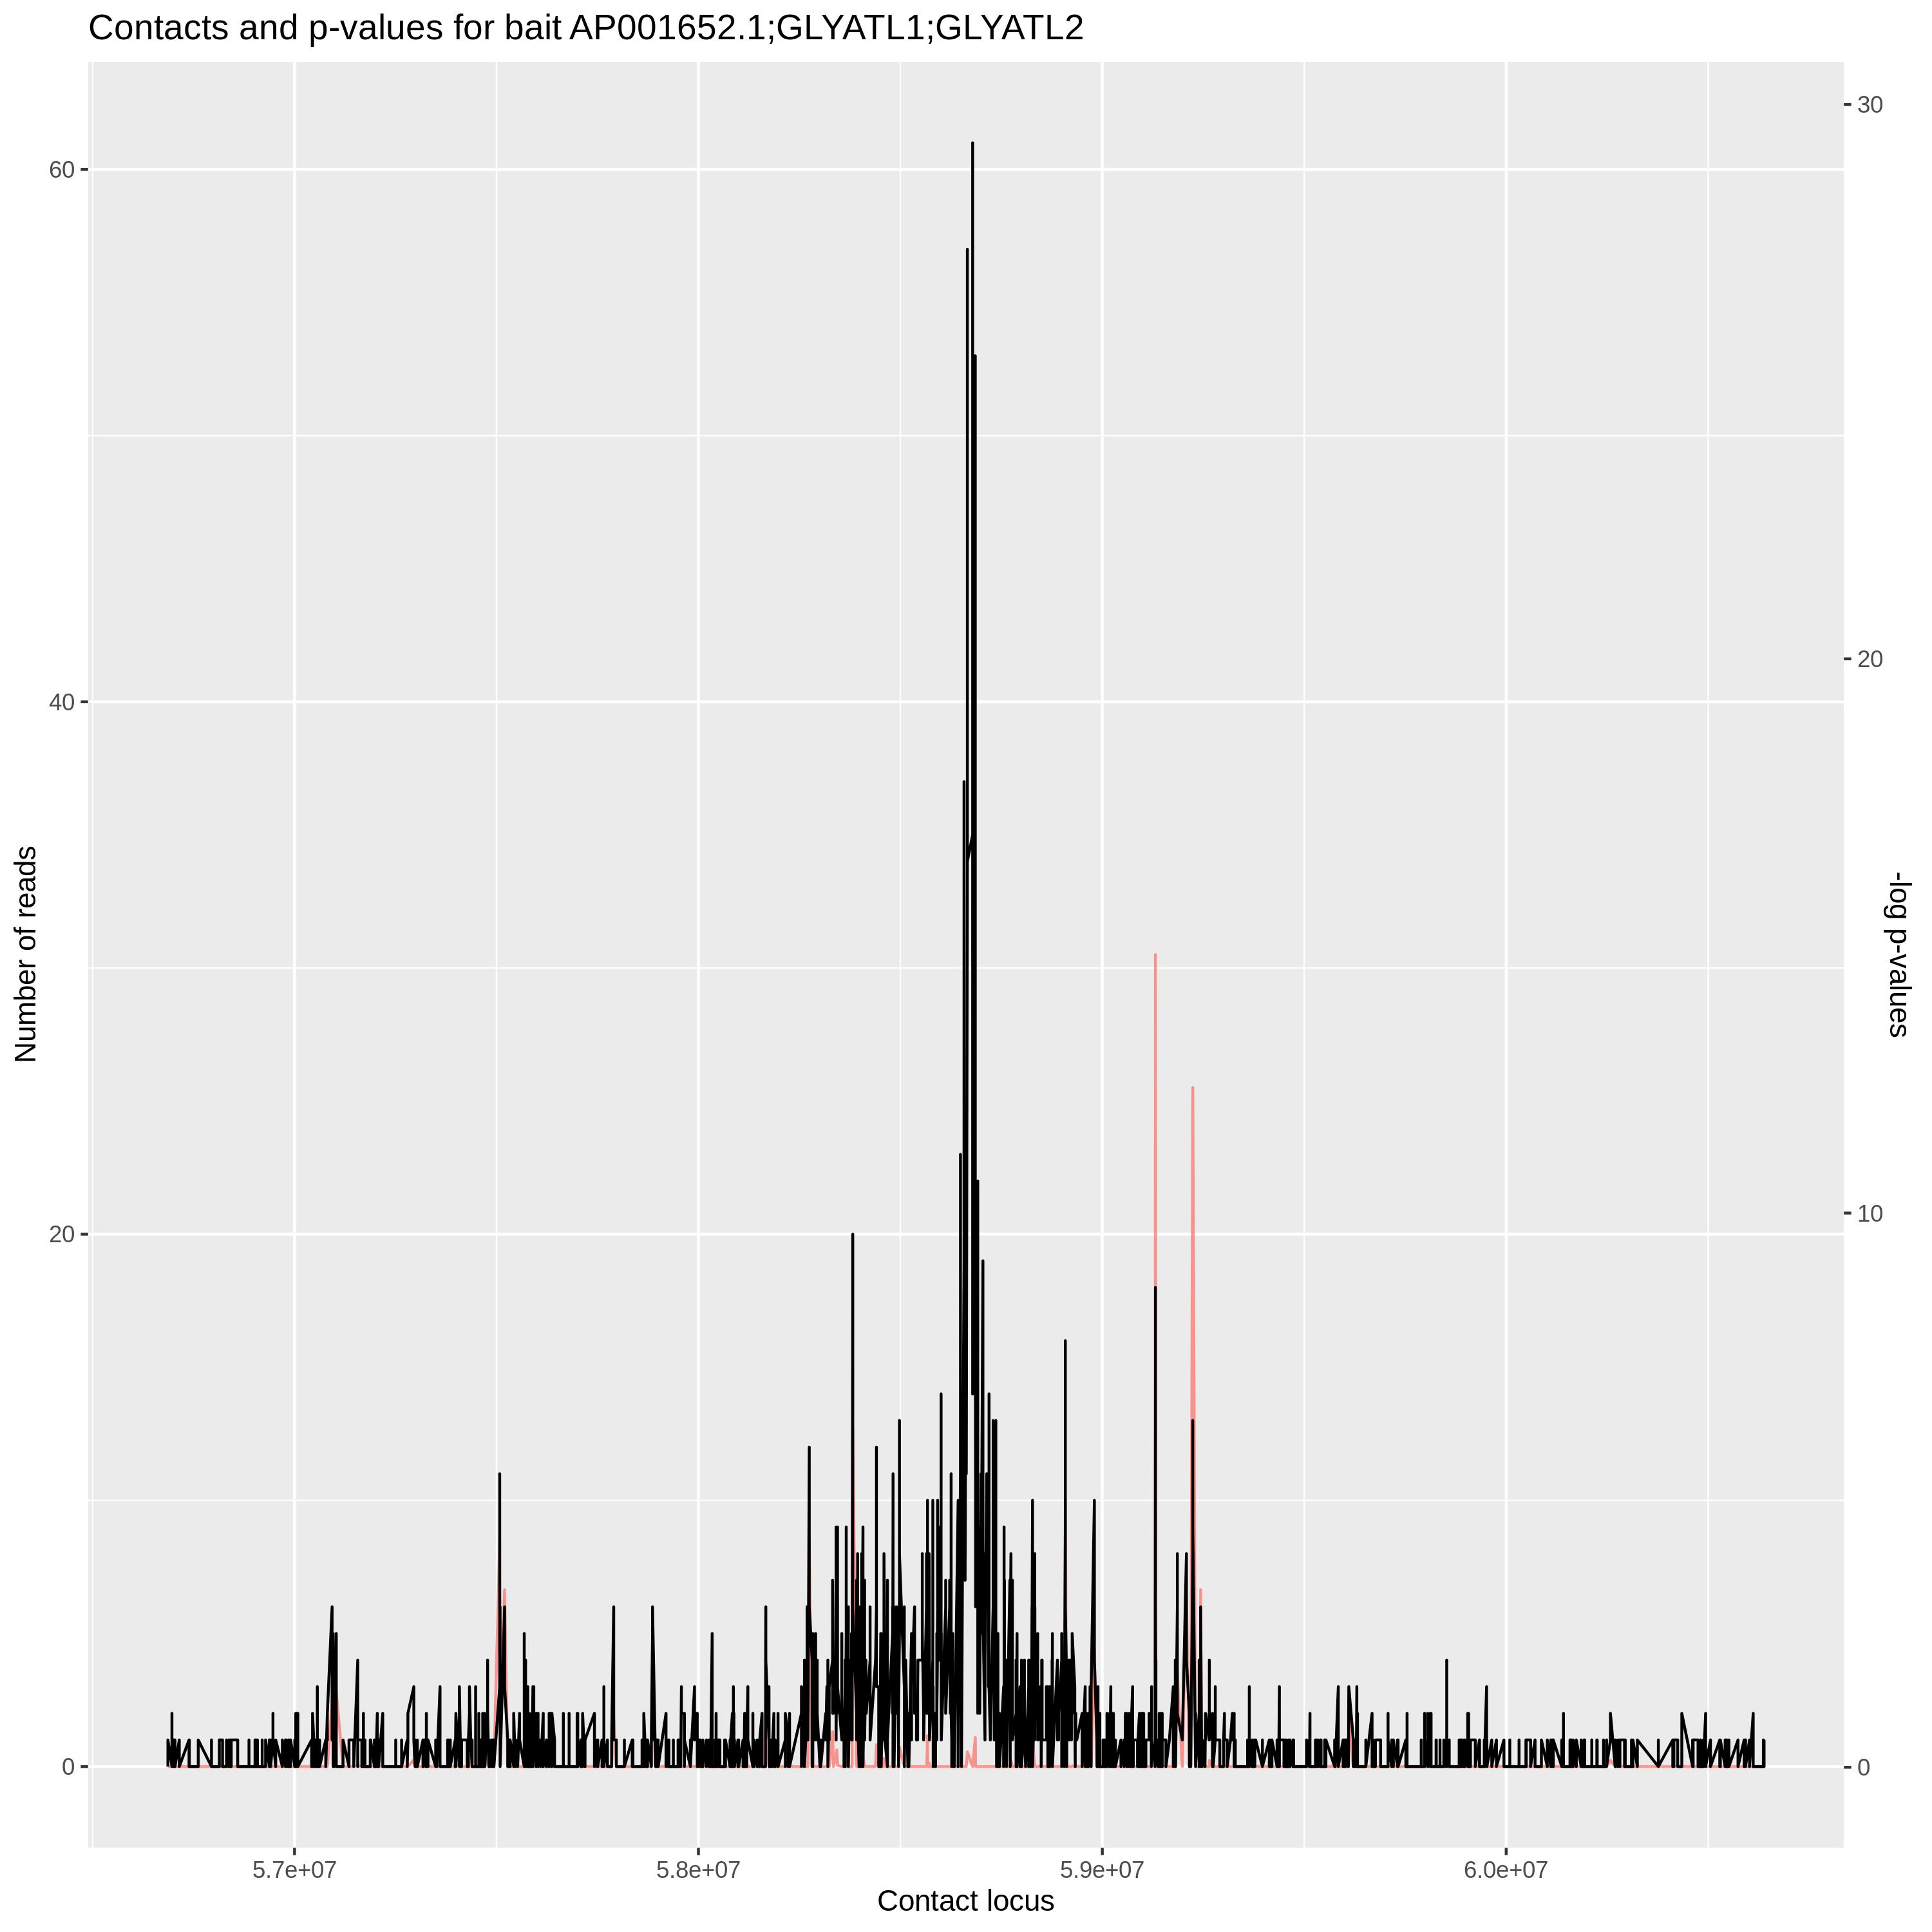 Contacts and p-values for bait AP001652.1;GLYATL1;GLYATL2
60
40
20
0
Number of reads
30
20
10
0
-log p-values
5.7e+07
5.8e+07
5.9e+07
6.0e+07
Contact locus